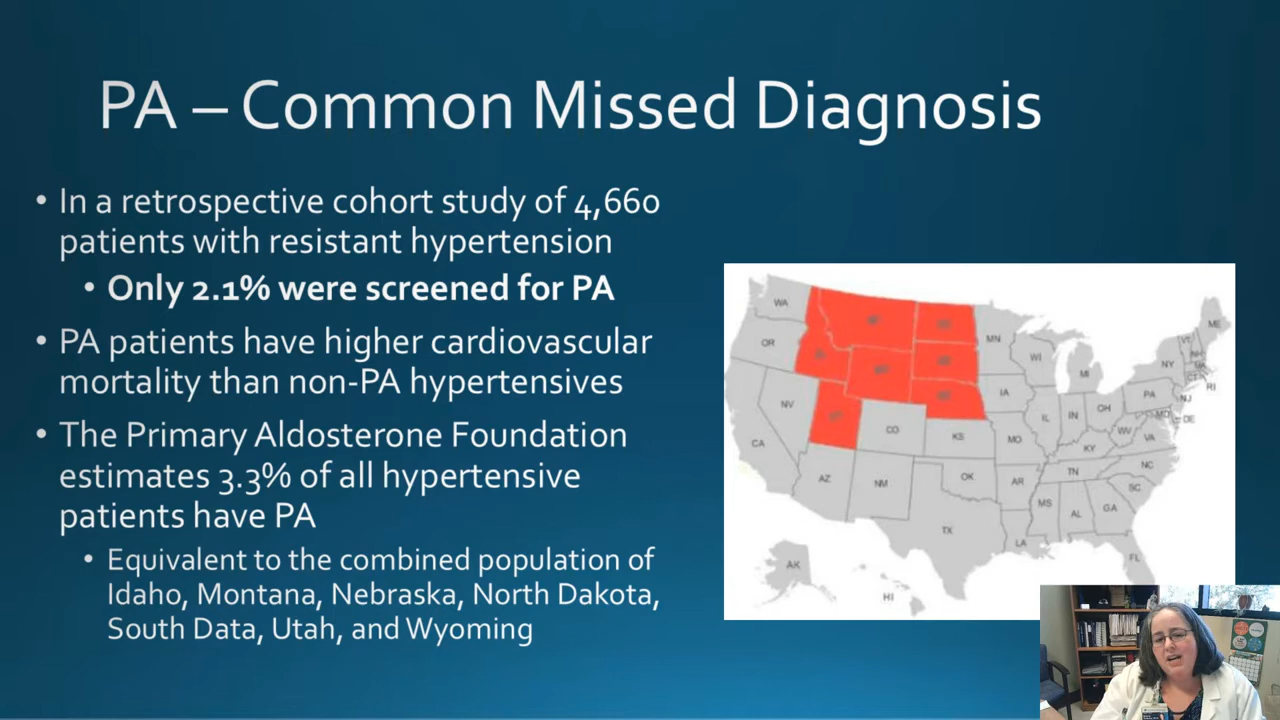 PA – Common Missed Diagnosis
• In a retrospective cohort study of 4,660
patients with resistant hypertension
• Only 2.1% were screened for PA
• PA patients have higher cardiovascular
mortality than non-PA hypertensives
• The Primary Aldosterone Foundation
estimates 3.3% of all hypertensive
patients have PA
• Equivalent to the combined population of
Idaho, Montana, Nebraska, North Dakota,
South Data, Utah, and Wyoming
WA
OR
NV
CA
AZ
NM
CO
KS
OK
TX
MN
IA
MO
AR
LA
WI
IL
MI
IN
OH
KY
TN
MS
AL
GA
FL
SC
NC
VA
WV
PA
NY
VT
NH
ME
RI
NJ
DE
MD
AK
HI